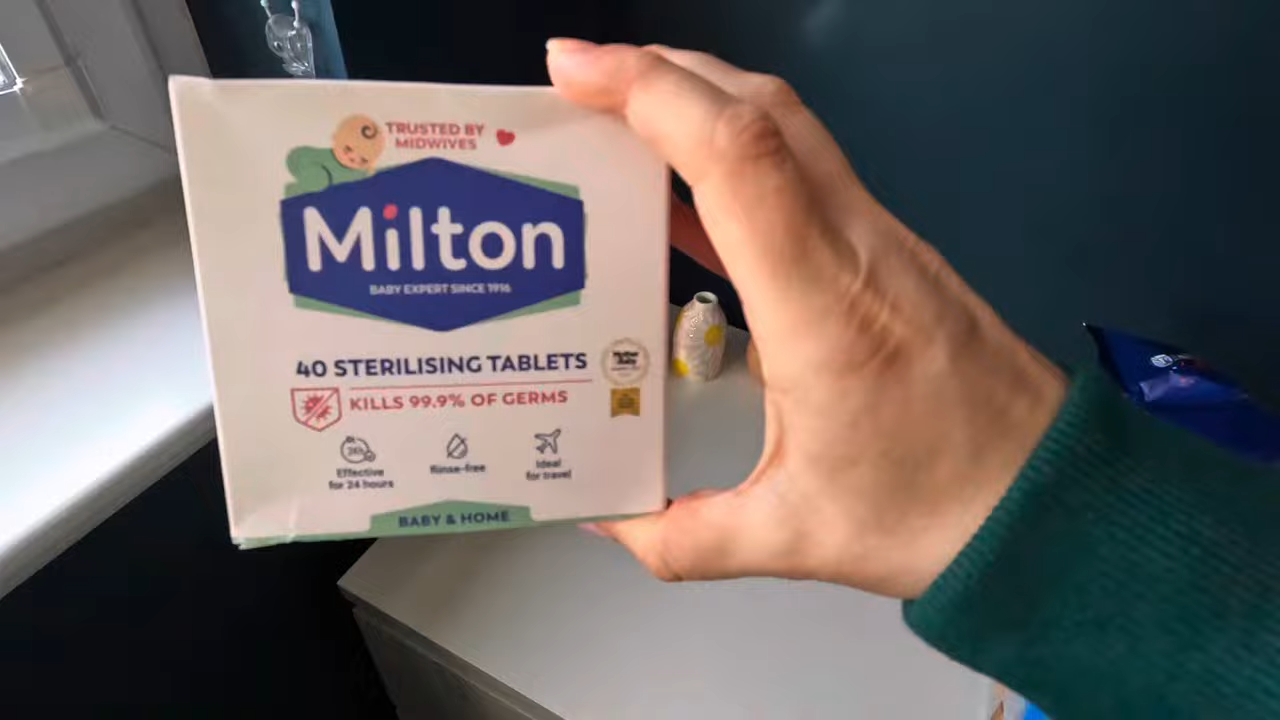 TRUSTED BY
MIDWIVES
Milton
BABY EXPERT SINCE 1916
40 STERILISING TABLETS
KILLS 99.9% OF GERMS
Effective
for 24 hours
Rinse-free
Ideal
for travel
BABY & HOME